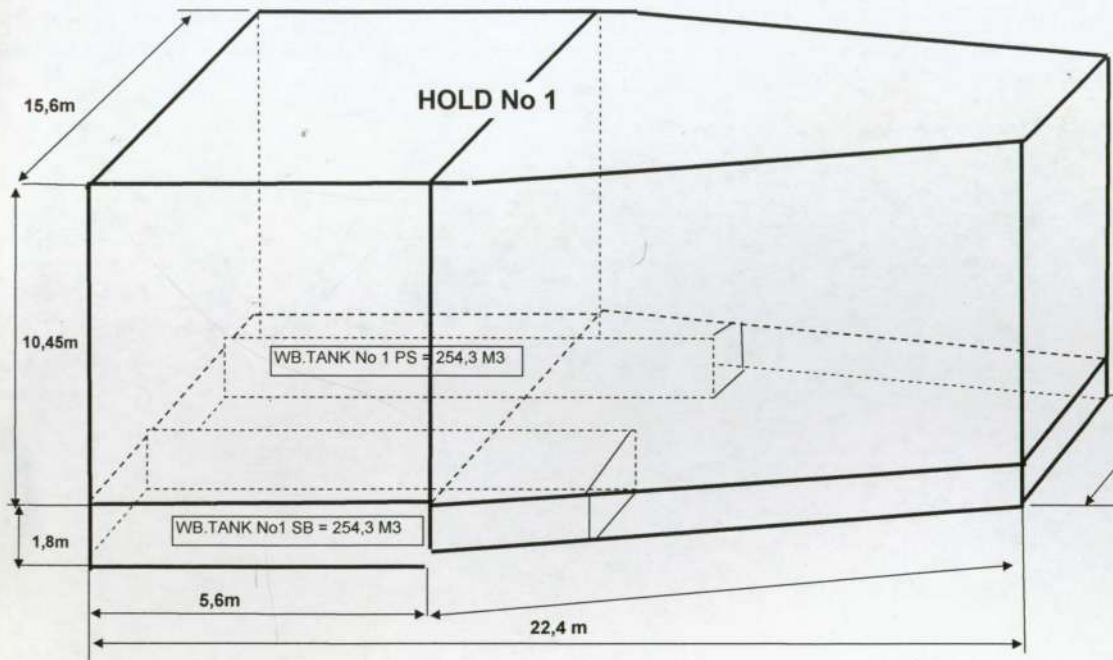 HOLD No 1
15,6m
10,45m
WB.TANK No 1 PS = 254,3 M3
WB.TANK No1 SB = 254,3 M3
1,8m
5,6m
22,4 m